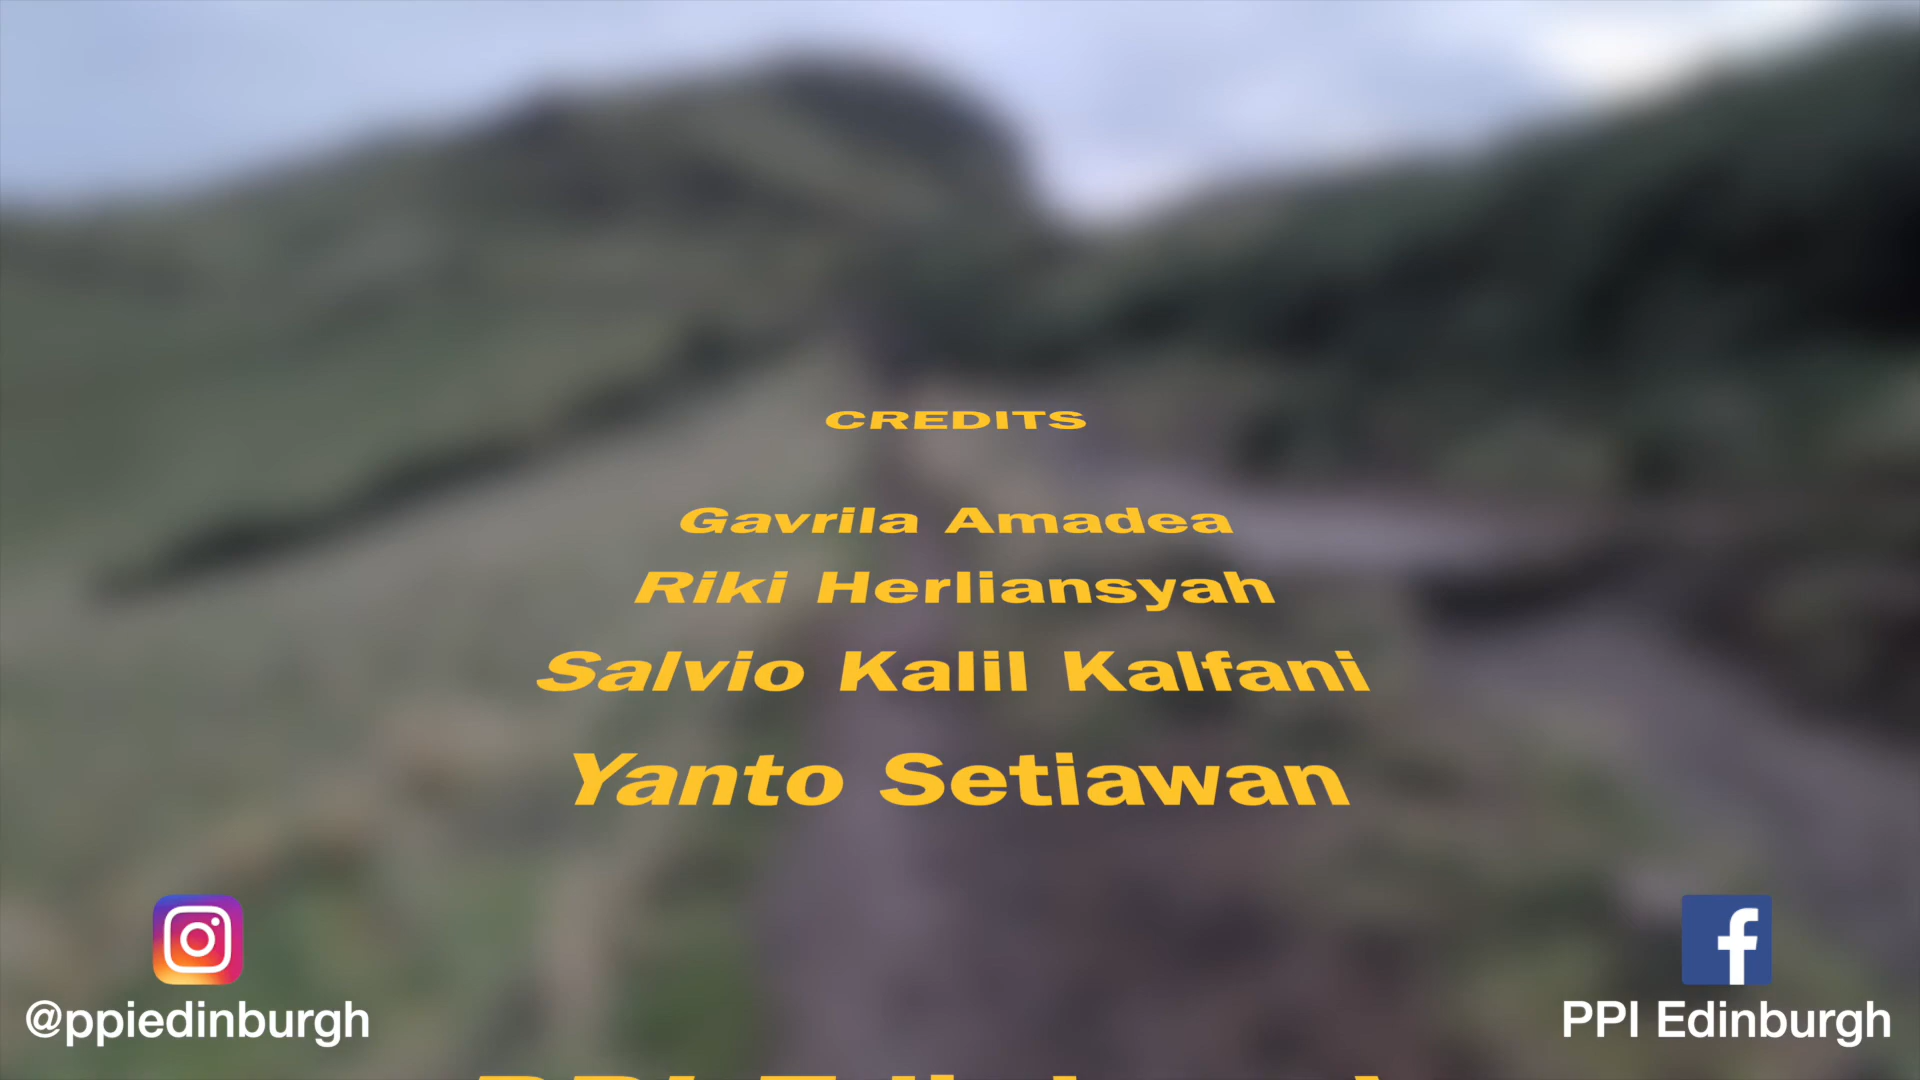 CREDITS
Gavrila Amadea
Riki Herliansyah
Salvio Kalil Kalfani
Yanto Setiawan
@ppiedinburgh
PPI Edinburgh